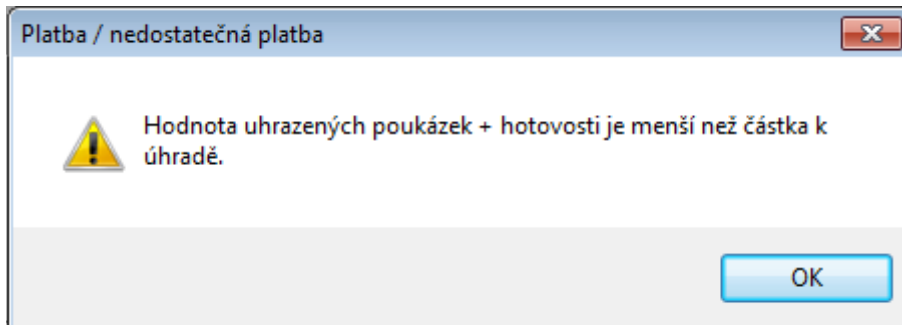 Platba / nedostatečná platba
Hodnota uhrazených poukázek + hotovosti je menší než částka k
úhradě.
OK